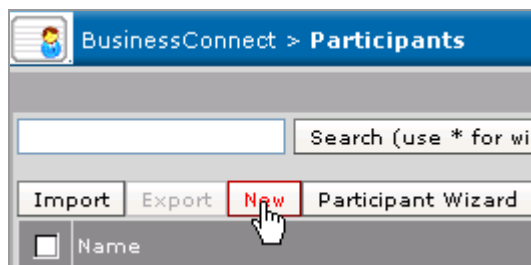 BusinessConnect > Participants
Search (use * for wi
Import Export New Participant Wizard
Name